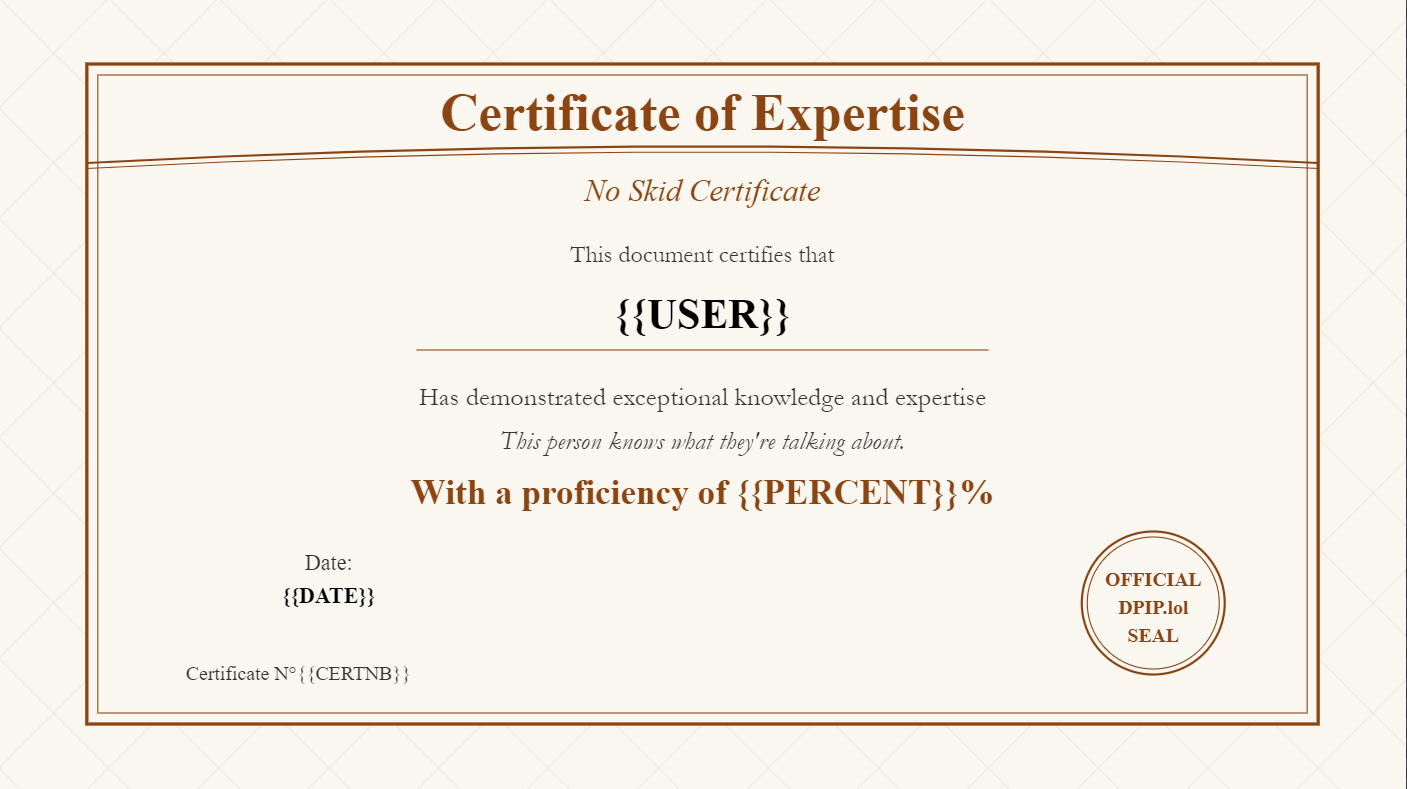 Certificate of Expertise
No Skid Certificate
This document certifies that
{{USER}}
Has demonstrated exceptional knowledge and expertise
This person knows what they're talking about.
With a proficiency of {{PERCENT}}%
Date:
{{DATE}}
Certificate N°{{CERTNB}}
OFFICIAL
DPIP.lol
SEAL